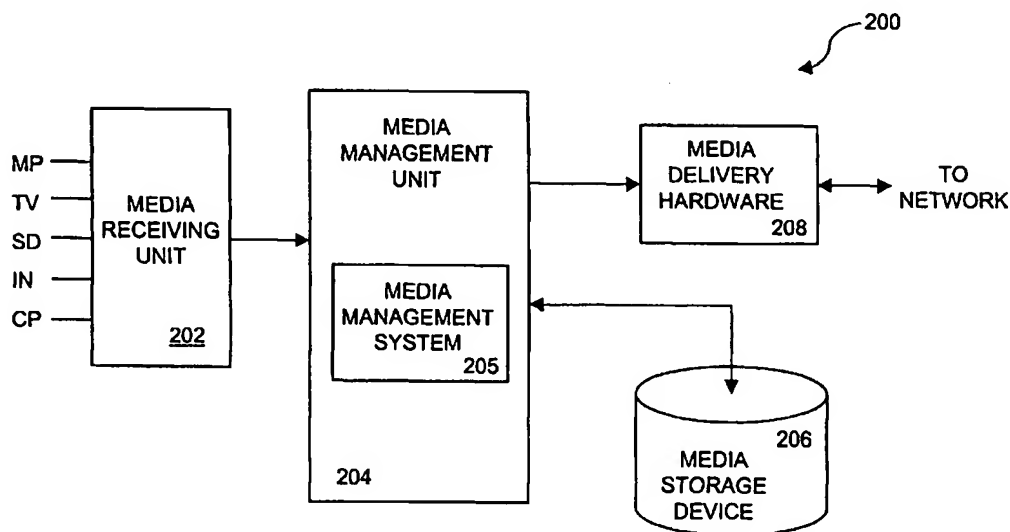 200
MP
TV
SD
IN
CP
MEDIA
RECEIVING
UNIT
202
MEDIA
MANAGEMENT
UNIT
MEDIA
MANAGEMENT
SYSTEM
205
204
MEDIA
DELIVERY
HARDWARE
208
TO
NETWORK
206
MEDIA
STORAGE
DEVICE